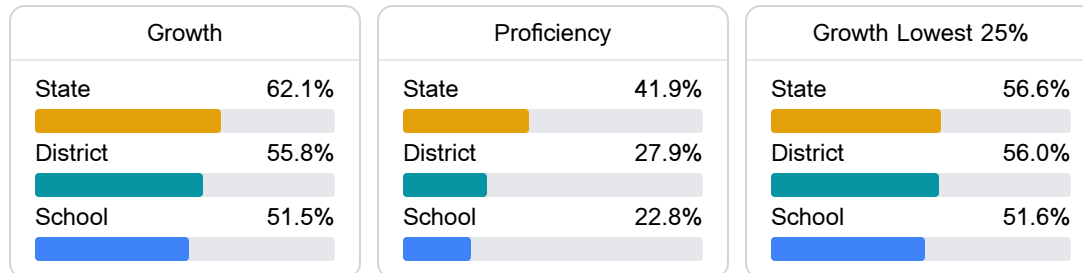 Growth
State 62.1%
District 55.8%
School 51.5%
Proficiency
State 41.9%
District 27.9%
School 22.8%
Growth Lowest 25%
State 56.6%
District 56.0%
School 51.6%